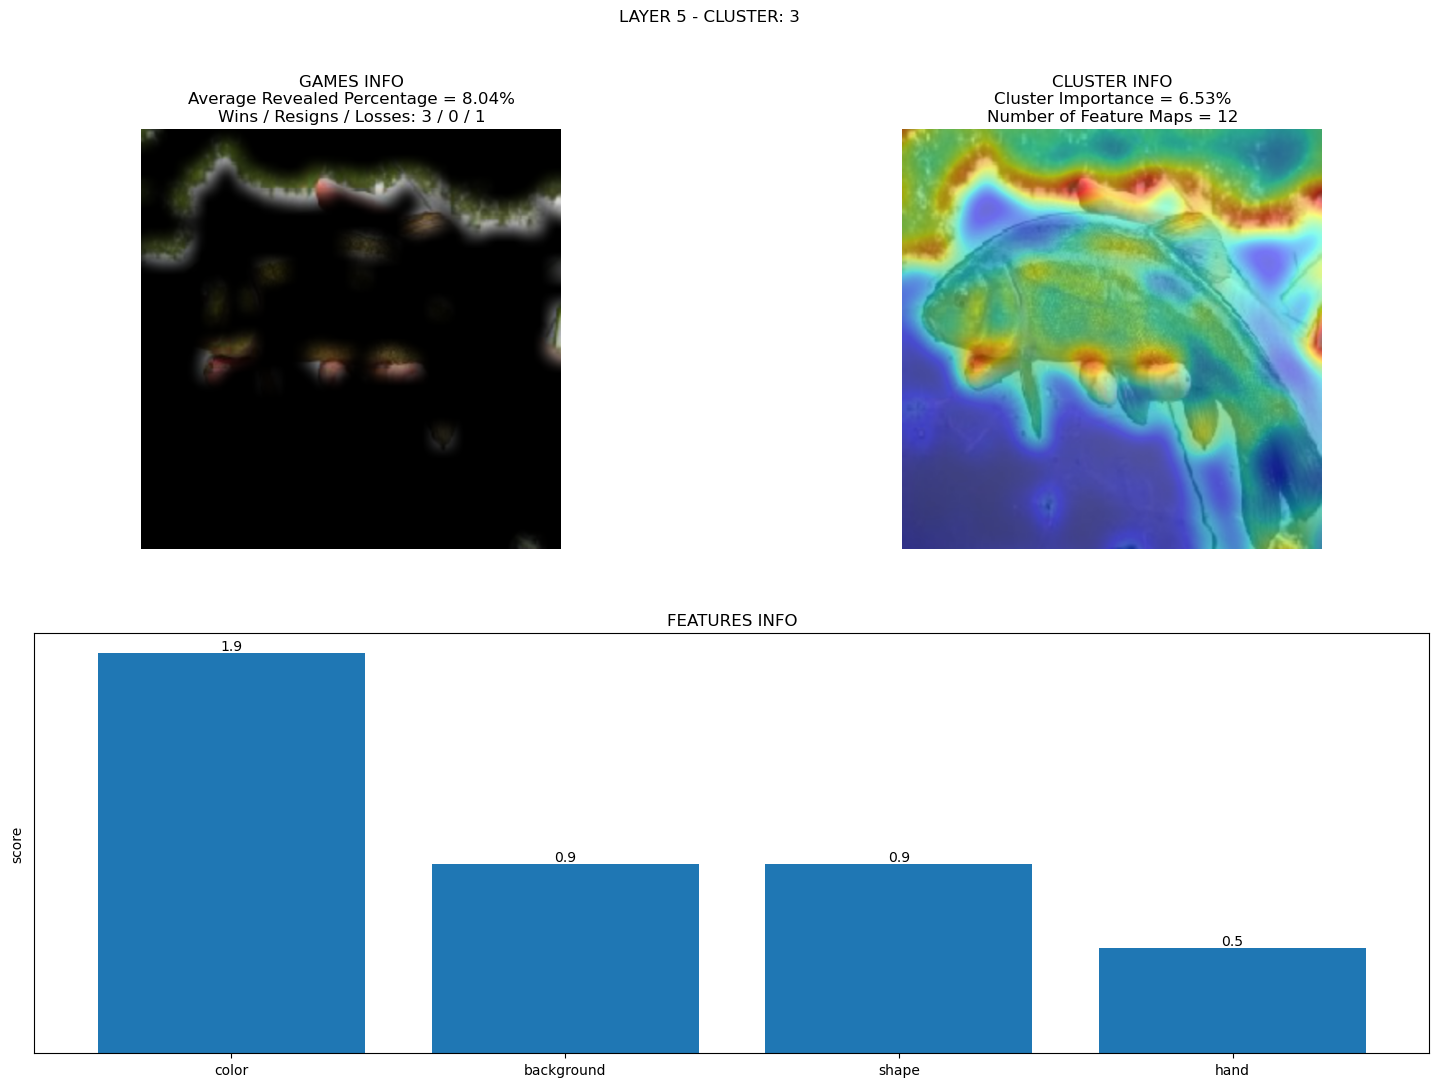 LAYER 5 - CLUSTER: 3
GAMES INFO
Average Revealed Percentage = 8.04%
Wins / Resigns / Losses: 3 / 0 / 1
CLUSTER INFO
Cluster Importance = 6.53%
Number of Feature Maps = 12
FEATURES INFO
score
1.9
0.9
0.9
0.5
color
background
shape
hand